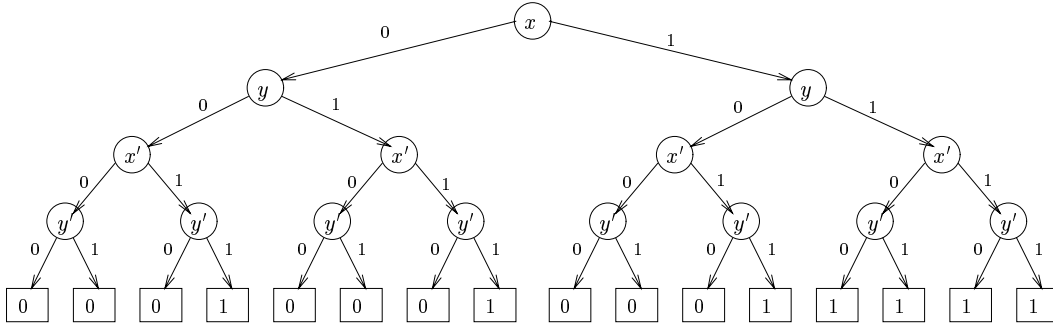 x
0 1
y y
0 1 0 1
x′ x′ x′ x′
0 1 0 1 0 1 0 1
y′ y′ y′ y′ y′ y′ y′ y′
0 1 0 1 0 1 0 1 0 1 0 1 0 1 0 1
0 0 0 1 0 0 0 1 0 0 0 1 1 1 1 1